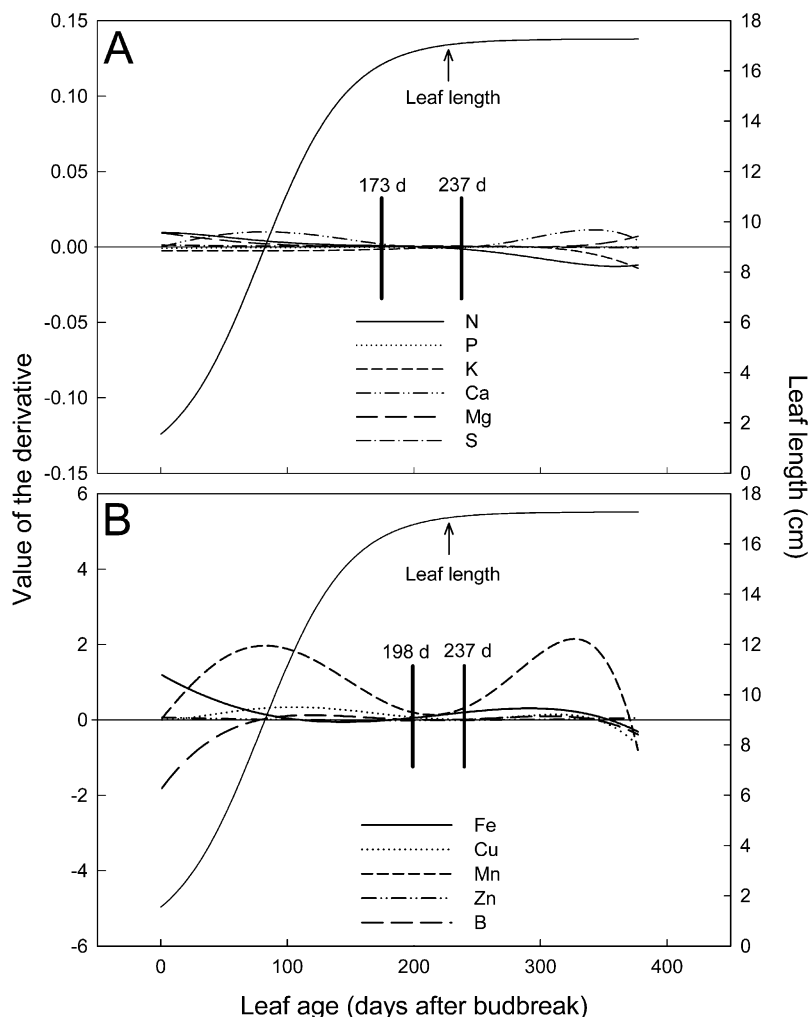 A
0.15
0.10
0.05
0.00
-0.05
-0.10
-0.15
18
16
14
12
10
8
6
4
2
0
Leaf length
173 d
237 d
N
P
K
Ca
Mg
S
Value of the derivative
Leaf length (cm)
B
6
4
2
0
-2
-4
-6
18
16
14
12
10
8
6
4
2
0
Leaf length
198 d
237 d
Fe
Cu
Mn
Zn
B
0
100
200
300
400
Leaf age (days after budbreak)